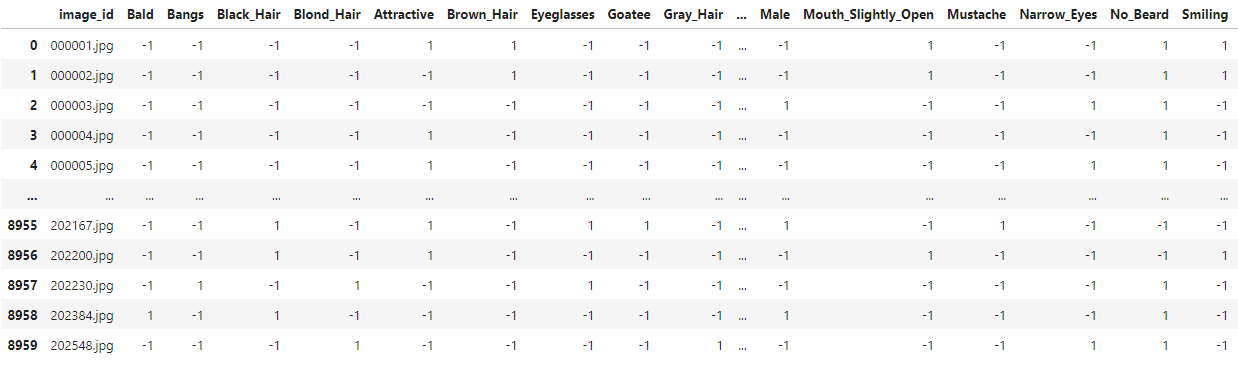 image_id Bald Bangs Black_Hair Blond_Hair Attractive Brown_Hair Eyeglasses Goatee Gray_Hair ... Male Mouth_Slightly_Open Mustache Narrow_Eyes No_Beard Smiling
0 000001.jpg -1 -1 -1 -1 1 1 -1 -1 -1 ... -1 1 -1 -1 1 1
1 000002.jpg -1 -1 -1 -1 -1 1 -1 -1 -1 ... -1 1 -1 -1 1 1
2 000003.jpg -1 -1 -1 -1 -1 -1 -1 -1 -1 ... 1 -1 -1 1 1 -1
3 000004.jpg -1 -1 -1 -1 1 -1 -1 -1 -1 ... -1 -1 -1 -1 1 -1
4 000005.jpg -1 -1 -1 -1 1 -1 -1 -1 -1 ... -1 -1 -1 1 1 -1
... ... ... ... ... ... ... ... ... ... ... ... ... ... ... ... ... ...
8955 202167.jpg -1 -1 1 -1 1 -1 1 1 -1 ... 1 -1 1 -1 -1 -1
8956 202200.jpg -1 -1 1 -1 1 -1 -1 -1 -1 ... -1 1 -1 -1 -1 1
8957 202230.jpg -1 1 -1 1 -1 -1 1 -1 -1 ... -1 -1 -1 -1 1 -1
8958 202384.jpg 1 -1 1 -1 -1 -1 -1 -1 -1 ... 1 -1 -1 -1 1 -1
8959 202548.jpg -1 -1 -1 1 -1 -1 -1 -1 1 ... -1 -1 -1 1 1 -1